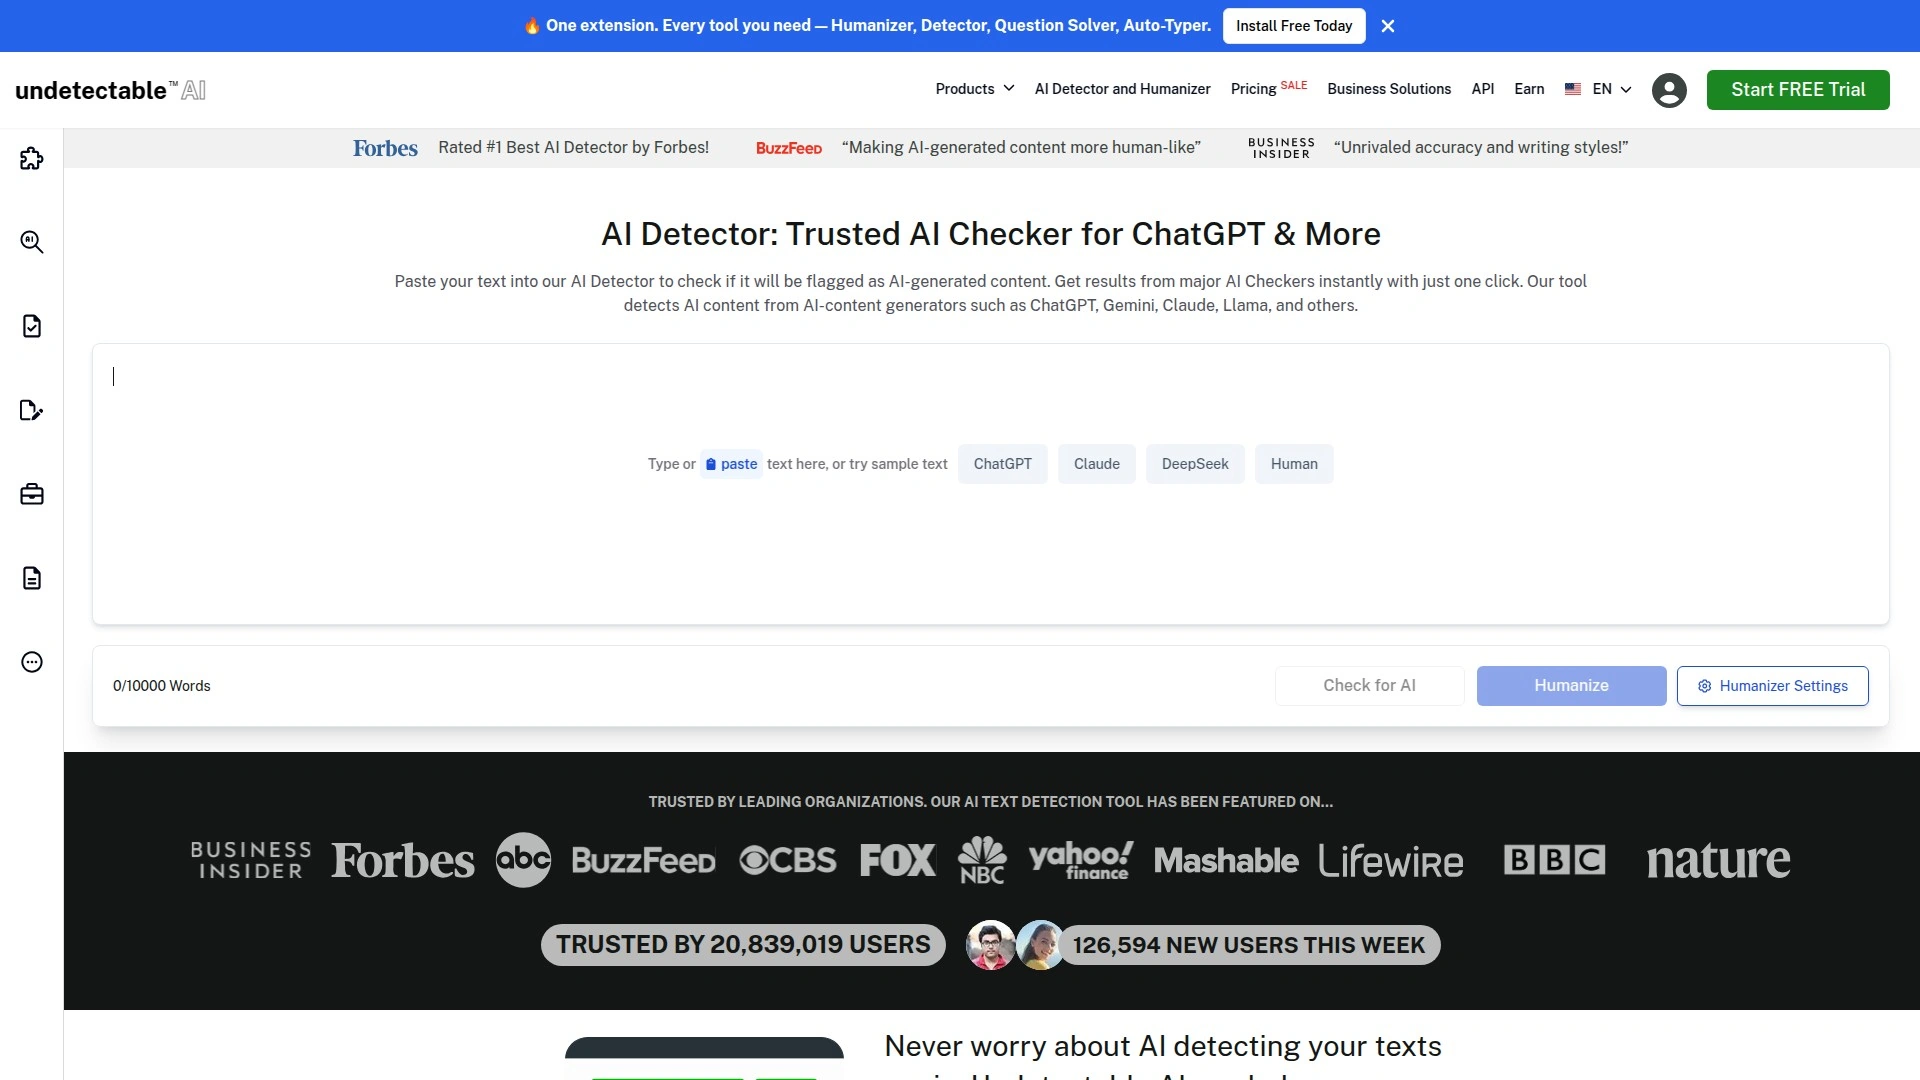 🔥 One extension. Every tool you need — Humanizer, Detector, Question Solver, Auto-Typer. Install Free Today
undetectable™AI Products AI Detector and Humanizer Pricing SALE Business Solutions API Earn EN Start FREE Trial
Forbes Rated #1 Best AI Detector by Forbes! BuzzFeed “Making AI-generated content more human-like” BUSINESS INSIDER “Unrivaled accuracy and writing styles!”
AI Detector: Trusted AI Checker for ChatGPT & More
Paste your text into our AI Detector to check if it will be flagged as AI-generated content. Get results from major AI Checkers instantly with just one click. Our tool
detects AI content from AI-content generators such as ChatGPT, Gemini, Claude, Llama, and others.
Type or paste text here, or try sample text ChatGPT Claude DeepSeek Human
0/10000 Words Check for AI Humanize Humanizer Settings
TRUSTED BY LEADING ORGANIZATIONS. OUR AI TEXT DETECTION TOOL HAS BEEN FEATURED ON...
BUSINESS INSIDER Forbes abc BuzzFeed CBS FOX NBC yahoo! finance Mashable Lifewire BBC nature
TRUSTED BY 20,839,019 USERS 126,594 NEW USERS THIS WEEK
Never worry about AI detecting your texts